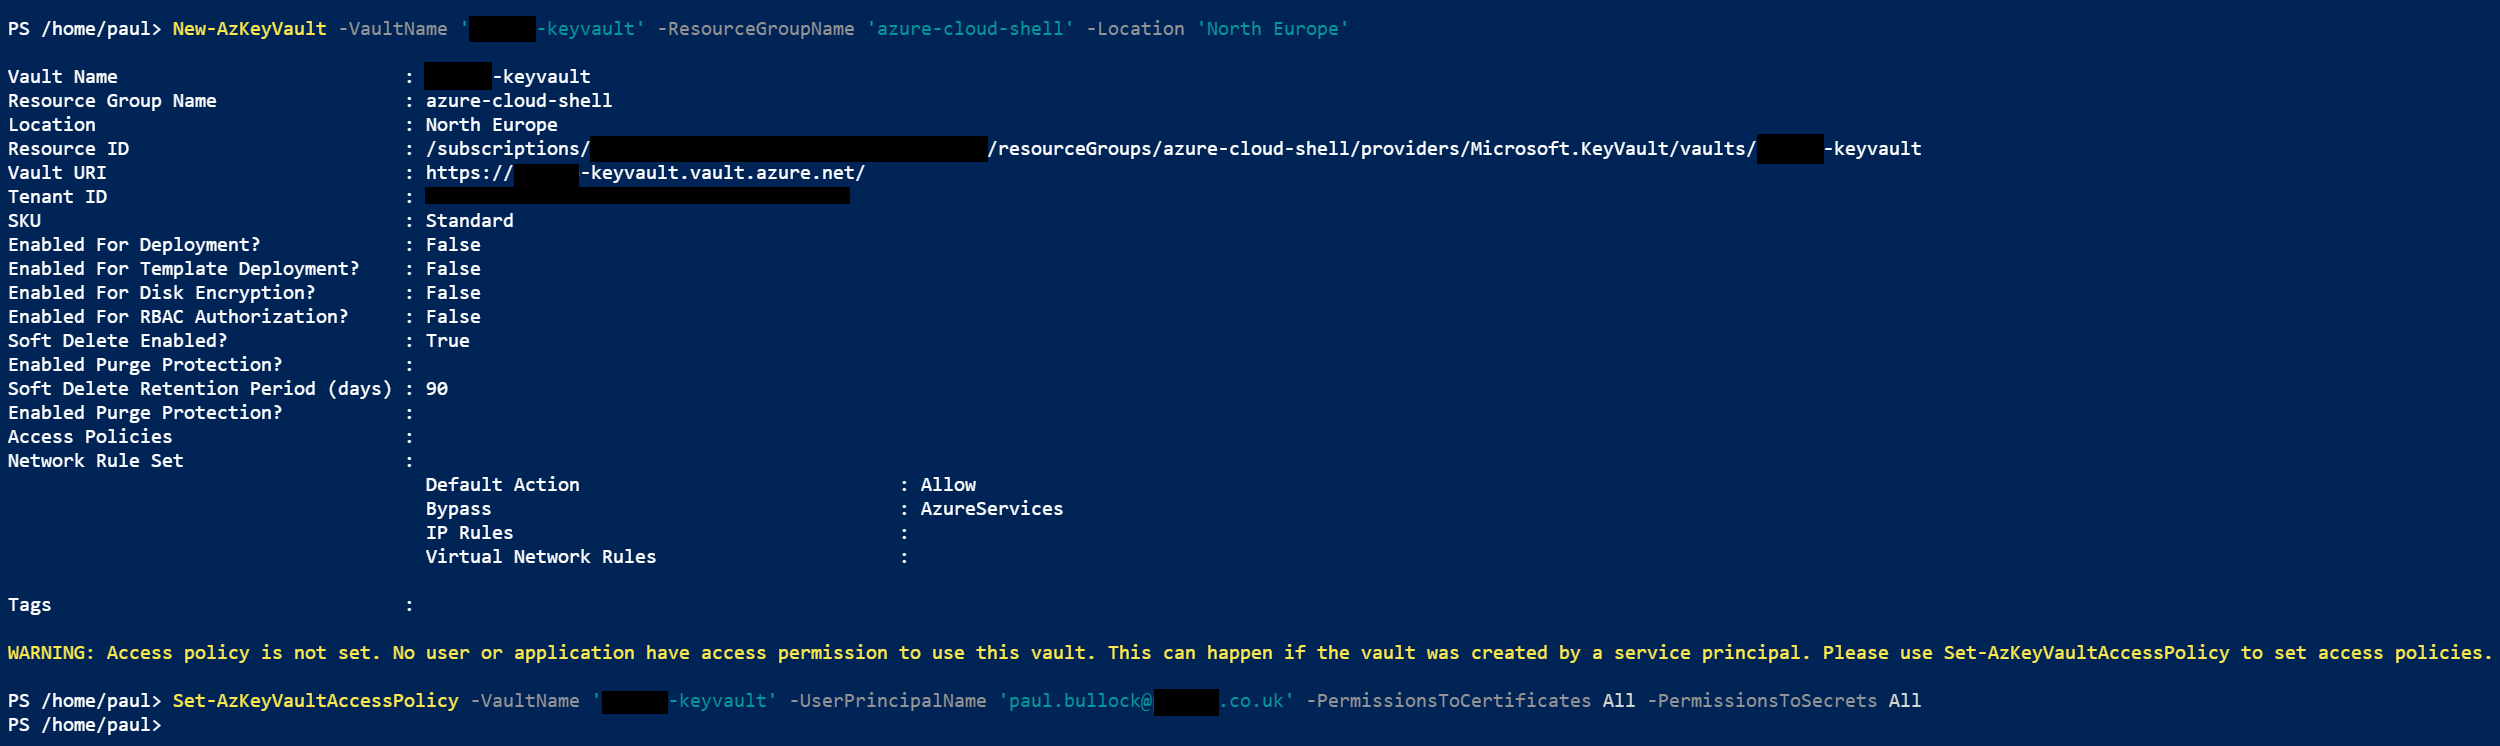 PS /home/paul> New-AzKeyVault -VaultName '-keyvault' -ResourceGroupName 'azure-cloud-shell' -Location 'North Europe'
Vault Name : -keyvault
Resource Group Name : azure-cloud-shell
Location : North Europe
Resource ID : /subscriptions/ /resourceGroups/azure-cloud-shell/providers/Microsoft.KeyVault/vaults/ -keyvault
Vault URI : https:// -keyvault.vault.azure.net/
Tenant ID :
SKU : Standard
Enabled For Deployment? : False
Enabled For Template Deployment? : False
Enabled For Disk Encryption? : False
Enabled For RBAC Authorization? : False
Soft Delete Enabled? : True
Enabled Purge Protection? :
Soft Delete Retention Period (days) : 90
Enabled Purge Protection? :
Access Policies :
Network Rule Set :
Default Action : Allow
Bypass : AzureServices
IP Rules :
Virtual Network Rules :
Tags :
WARNING: Access policy is not set. No user or application have access permission to use this vault. This can happen if the vault was created by a service principal. Please use Set-AzKeyVaultAccessPolicy to set access policies.
PS /home/paul> Set-AzKeyVaultAccessPolicy -VaultName ' -keyvault' -UserPrincipalName 'paul.bullock@ .co.uk' -PermissionsToCertificates All -PermissionsToSecrets All
PS /home/paul>